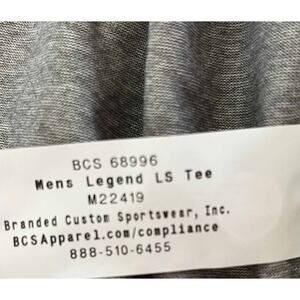 BCS 68996
Mens Legend LS Tee
M22419
Branded Custom Sportswear, Inc.
BCSApparel.com/compliance
888-510-6455